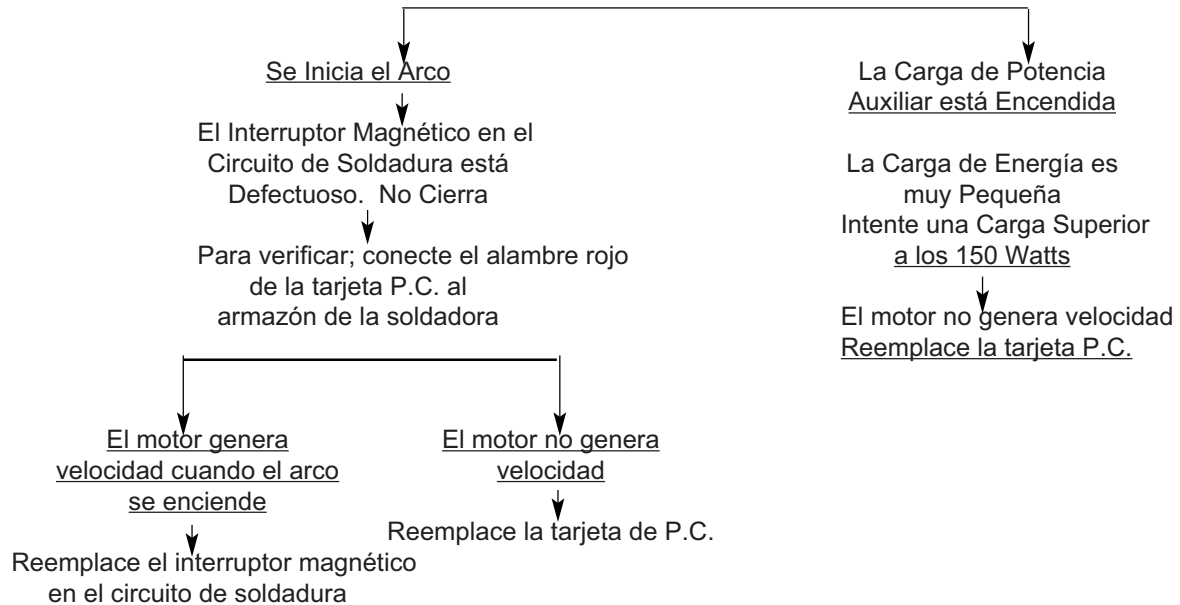 Se Inicia el Arco
El Interruptor Magnético en el
Circuito de Soldadura está
Defectuoso. No Cierra
Para verificar; conecte el alambre rojo
de la tarjeta P.C. al
armazón de la soldadora
El motor genera
velocidad cuando el arco
se enciende
Reemplace el interruptor magnético
en el circuito de soldadura
El motor no genera
velocidad
Reemplace la tarjeta de P.C.
La Carga de Potencia
Auxiliar está Encendida
La Carga de Energía es
muy Pequeña
Intente una Carga Superior
a los 150 Watts
El motor no genera velocidad
Reemplace la tarjeta P.C.